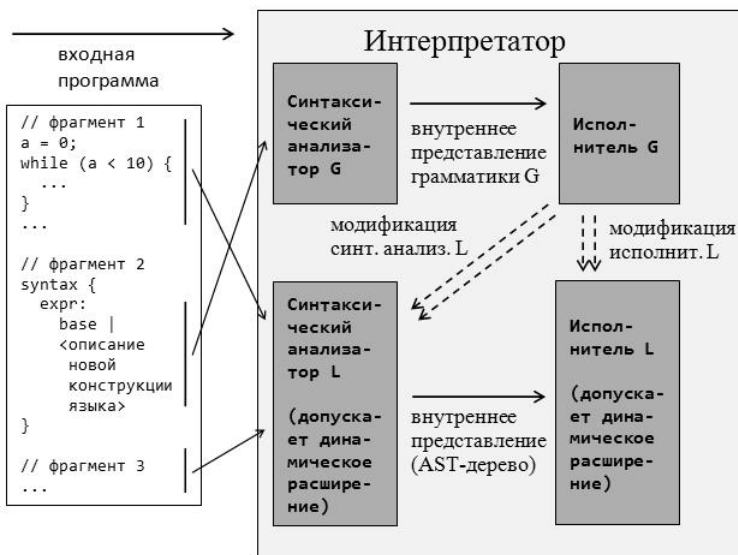 входная
программа
// фрагмент 1
a = 0;
while (a < 10) {
...
}
...
// фрагмент 2
syntax {
expr:
base |
<описание
новой
конструкции
языка>
}
// фрагмент 3
...
Интерпретатор
Синтакси-
ческий
анализа-
тор G
внутреннее
представление
грамматики G
Испол-
нитель G
модификация
синт. анализ. L
модификация
исполнит. L
Синтакси-
ческий
анализа-
тор L
(допуска-
ет дина-
мическое
расшире-
ние)
внутреннее
представление
(AST-дерево)
Испол-
нитель L
(допуска-
ет дина-
мическое
расшире-
ние)